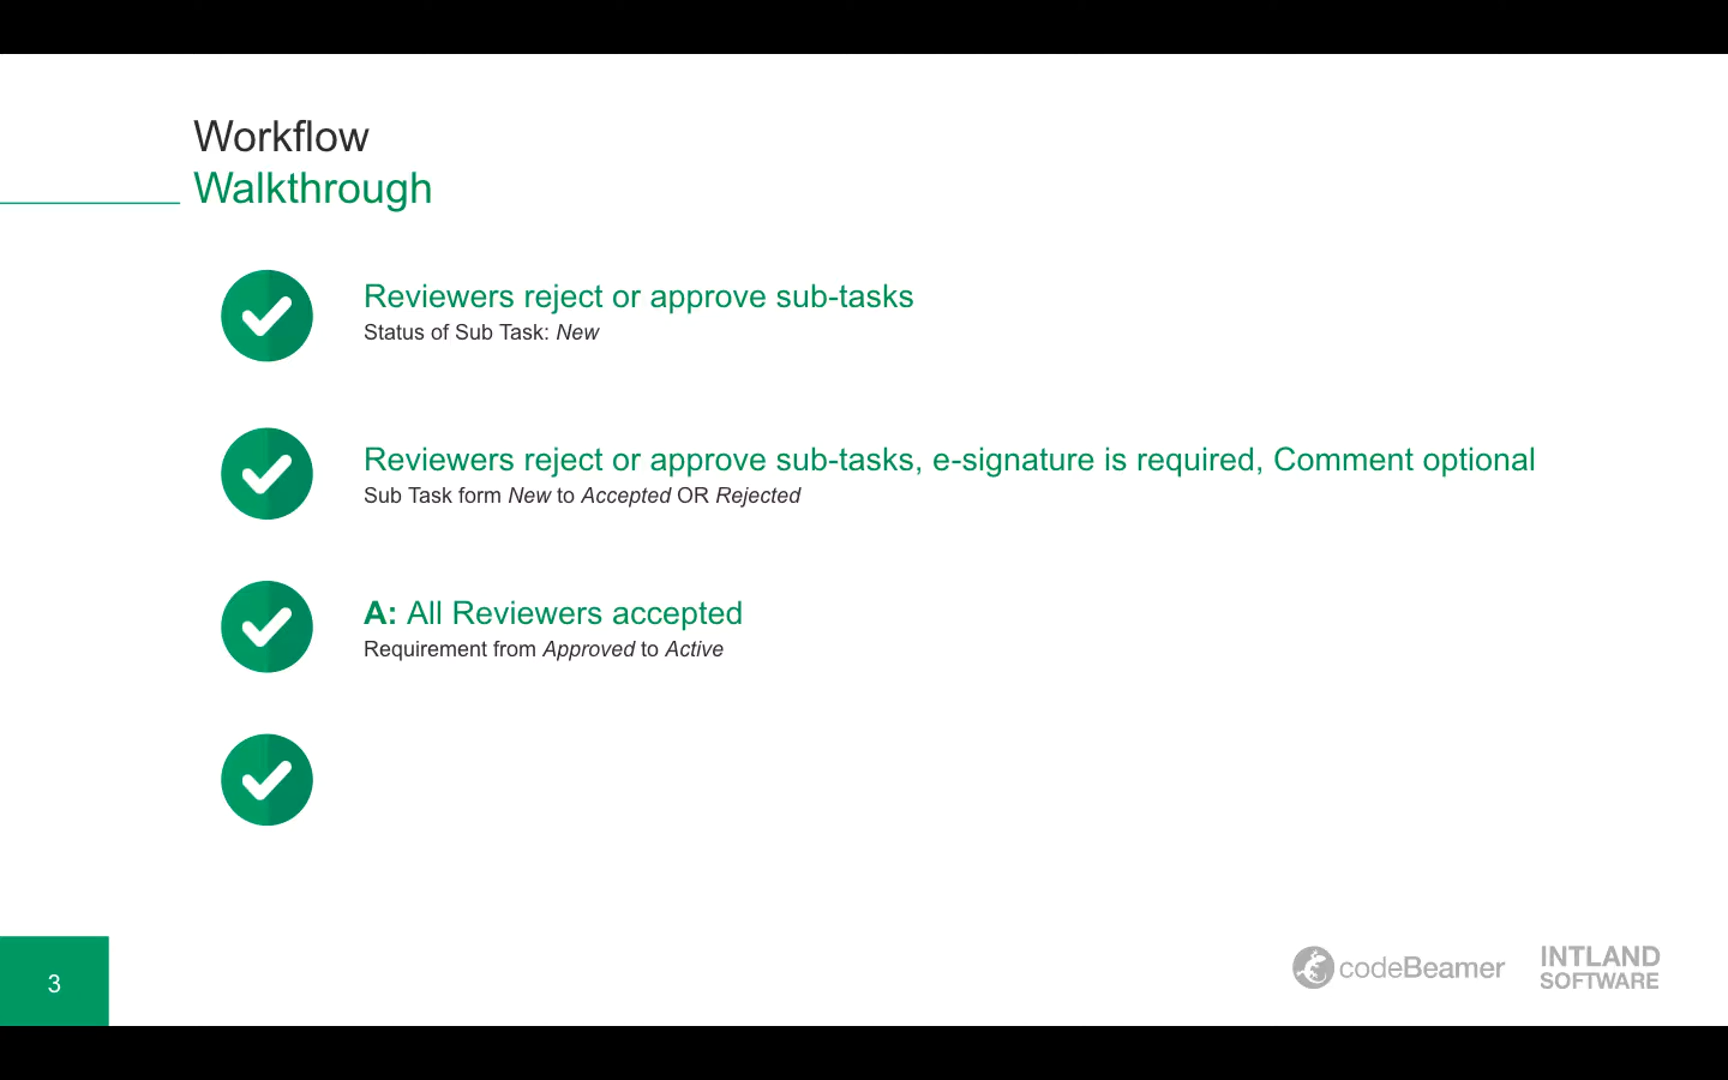 Workflow
Walkthrough
Reviewers reject or approve sub-tasks
Status of Sub Task: New
Reviewers reject or approve sub-tasks, e-signature is required, Comment optional
Sub Task form New to Accepted OR Rejected
A: All Reviewers accepted
Requirement from Approved to Active
3
codeBeamer
INTLAND
SOFTWARE